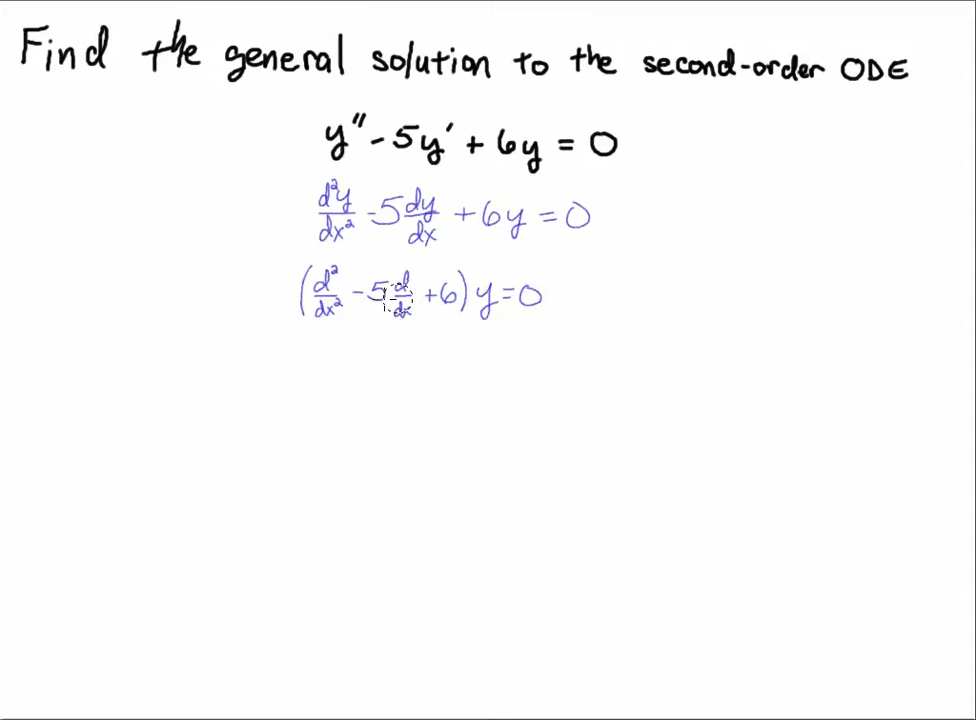 Find the general solution to the second-order ODE
y'' - 5y' + 6y = 0
d²y/dx² - 5 dy/dx + 6y = 0
(d²/dx² - 5 d/dx + 6) y = 0